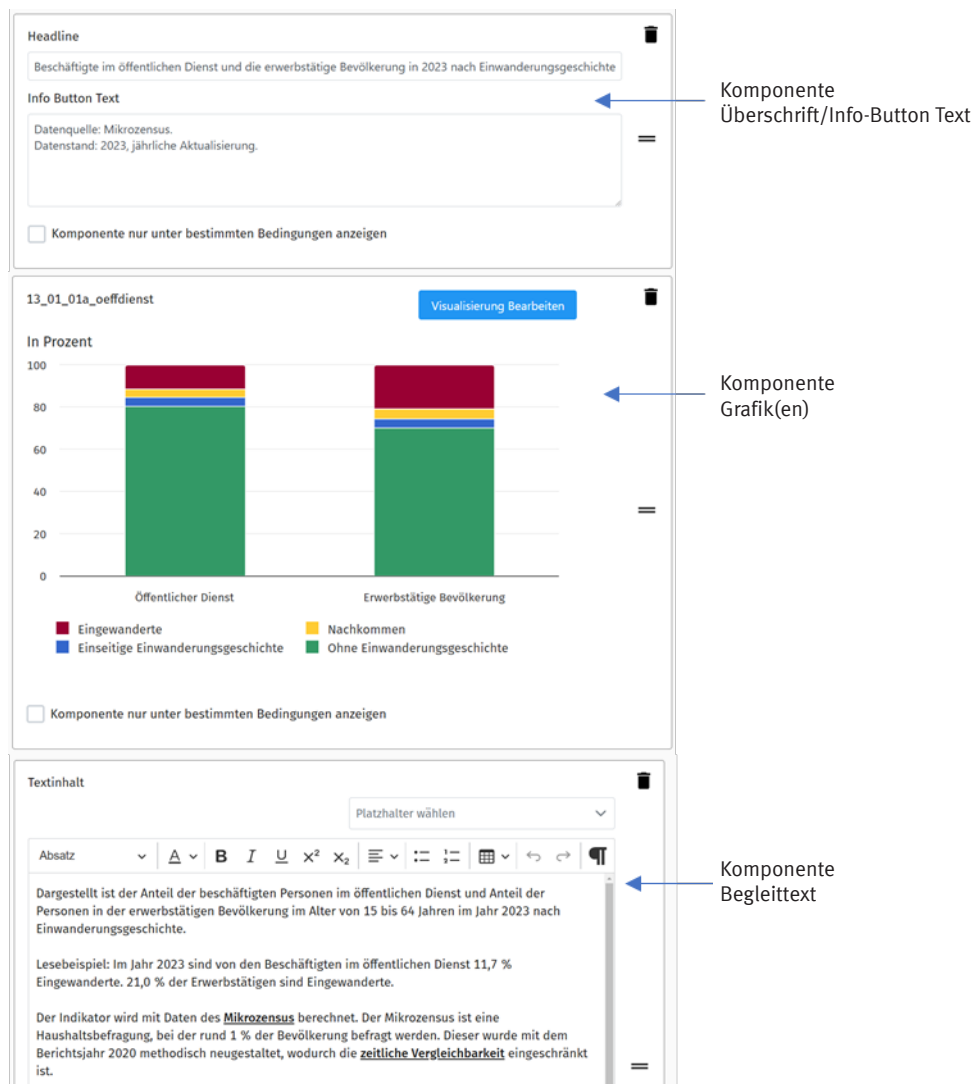 Headline
Beschäftigte im öffentlichen Dienst und die erwerbstätige Bevölkerung in 2023 nach Einwanderungsgeschichte
Info Button Text
Datenquelle: Mikrozensus.
Datenstand: 2023, jährliche Aktualisierung.
Komponente nur unter bestimmten Bedingungen anzeigen
Komponente
Überschrift/Info-Button Text
13_01_01a_oeffdienst
Visualisierung Bearbeiten
In Prozent
100
80
60
40
20
0
Öffentlicher Dienst
Erwerbstätige Bevölkerung
Eingewanderte
Nachkommen
Einseitige Einwanderungsgeschichte
Ohne Einwanderungsgeschichte
Komponente nur unter bestimmten Bedingungen anzeigen
Komponente
Grafik(en)
Textinhalt
Platzhalter wählen
Absatz A B I U x² x₂ ¶
Dargestellt ist der Anteil der beschäftigten Personen im öffentlichen Dienst und Anteil der
Personen in der erwerbstätigen Bevölkerung im Alter von 15 bis 64 Jahren im Jahr 2023 nach
Einwanderungsgeschichte.
Lesebeispiel: Im Jahr 2023 sind von den Beschäftigten im öffentlichen Dienst 11,7 %
Eingewanderte. 21,0 % der Erwerbstätigen sind Eingewanderte.
Der Indikator wird mit Daten des Mikrozensus berechnet. Der Mikrozensus ist eine
Haushaltsbefragung, bei der rund 1 % der Bevölkerung befragt werden. Dieser wurde mit dem
Berichtsjahr 2020 methodisch neugestaltet, wodurch die zeitliche Vergleichbarkeit eingeschränkt
ist.
Komponente
Begleittext